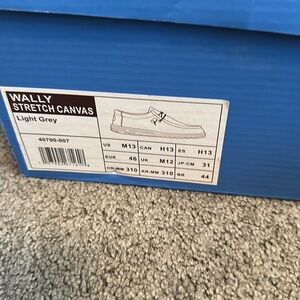 WALLY
STRETCH CANVAS
Light Grey
40700-007
US M13 CAN H13 ES H13
EUR 46 UK M12 JP-CM 31
CR-MM 310 KR-MM 310 BR 44